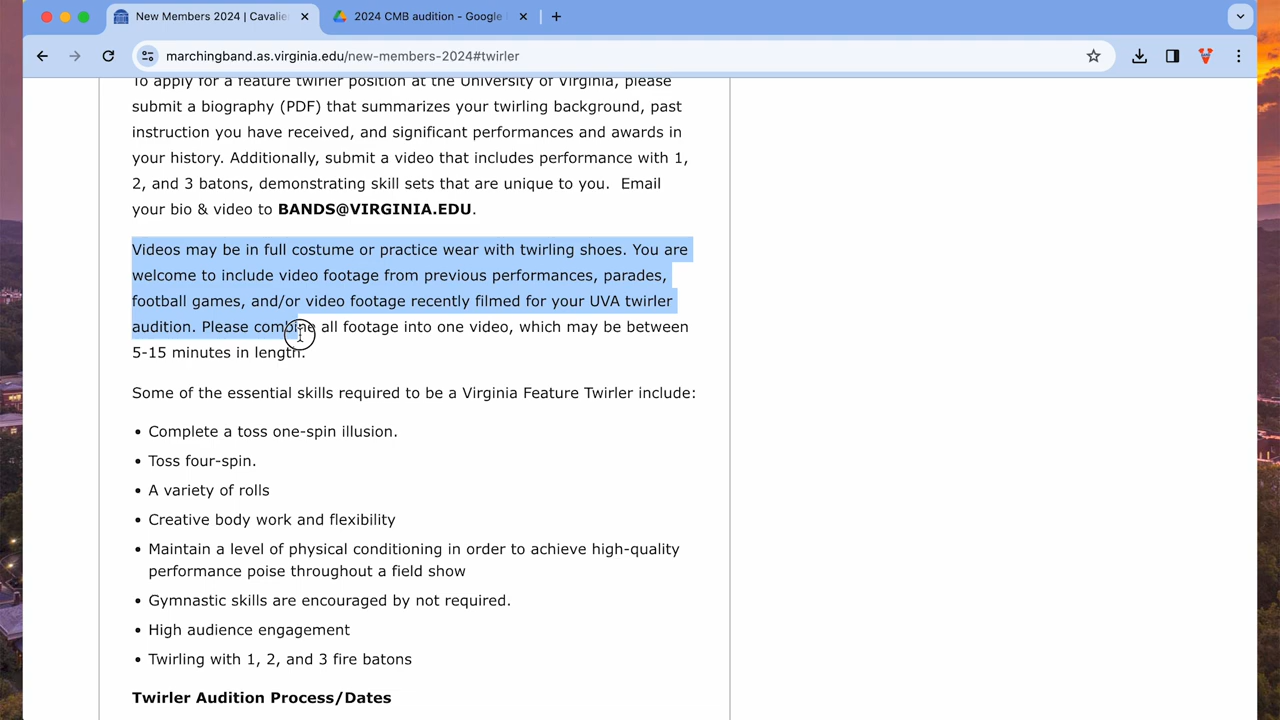 New Members 2024 | Cavalie
2024 CMB audition - Google
marchingband.as.virginia.edu/new-members-2024#twirler
To apply for a feature twirler position at the University of Virginia, please
submit a biography (PDF) that summarizes your twirling background, past
instruction you have received, and significant performances and awards in
your history. Additionally, submit a video that includes performance with 1,
2, and 3 batons, demonstrating skill sets that are unique to you. Email
your bio & video to BANDS@VIRGINIA.EDU.
Videos may be in full costume or practice wear with twirling shoes. You are
welcome to include video footage from previous performances, parades,
football games, and/or video footage recently filmed for your UVA twirler
audition. Please combine all footage into one video, which may be between
5-15 minutes in length.
Some of the essential skills required to be a Virginia Feature Twirler include:
• Complete a toss one-spin illusion.
• Toss four-spin.
• A variety of rolls
• Creative body work and flexibility
• Maintain a level of physical conditioning in order to achieve high-quality
performance poise throughout a field show
• Gymnastic skills are encouraged by not required.
• High audience engagement
• Twirling with 1, 2, and 3 fire batons
Twirler Audition Process/Dates